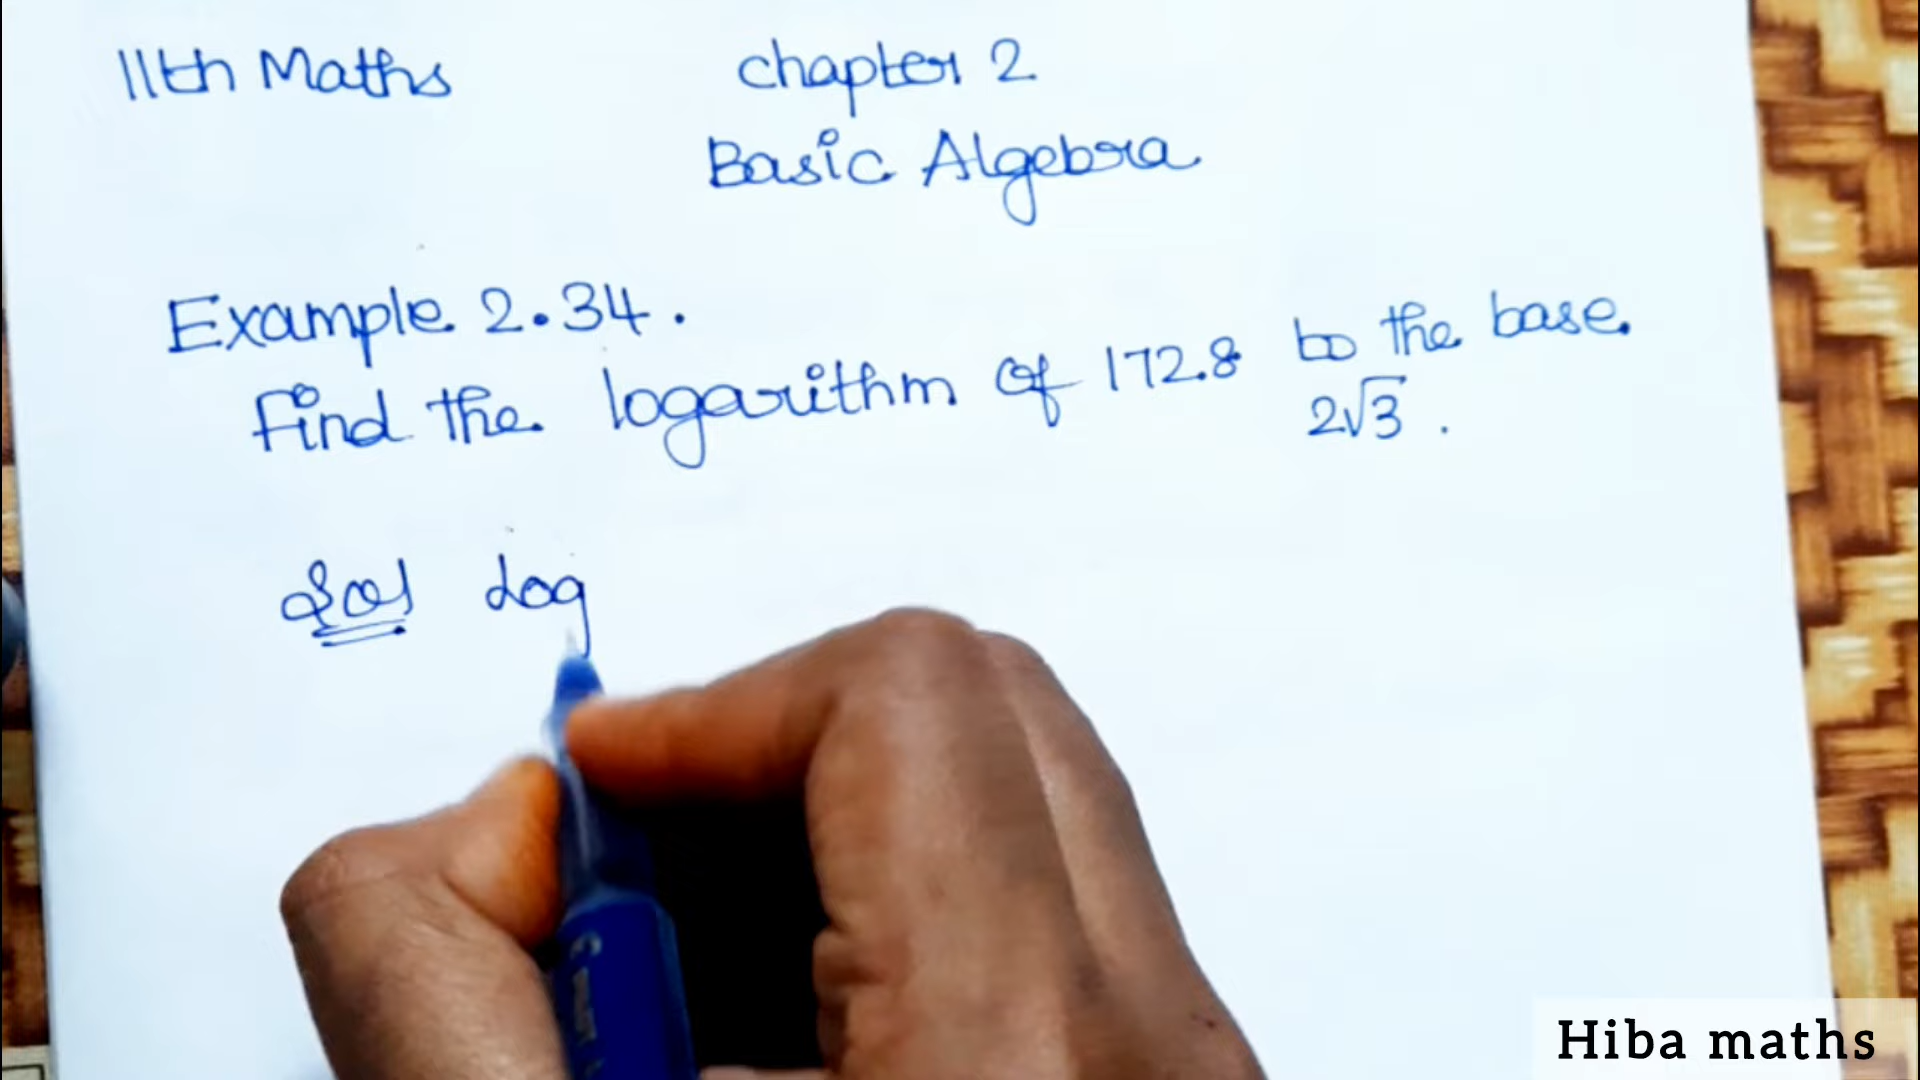 11th Maths chapter 2
Basic Algebra
Example 2.34.
Find the logarithm of 172.8 to the base
2√3.
Sol Log
Hiba maths